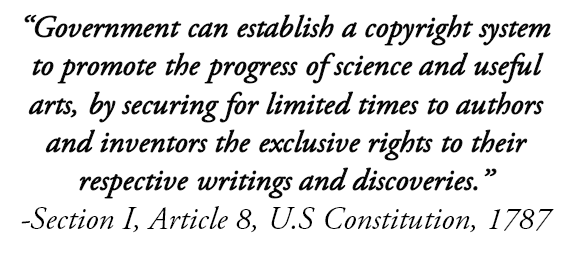 “Government can establish a copyright system
to promote the progress of science and useful
arts, by securing for limited times to authors
and inventors the exclusive rights to their
respective writings and discoveries.”
-Section I, Article 8, U.S Constitution, 1787